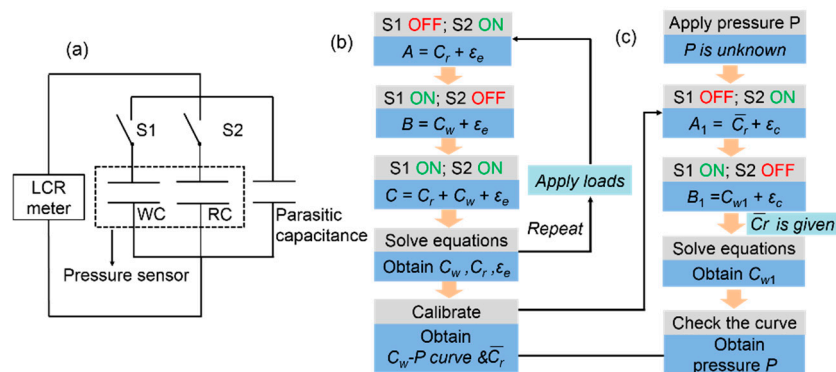 (a)
S1
S2
LCR
meter
WC
RC
Parasitic
capacitance
Pressure sensor
(b)
S1 OFF; S2 ON
A = Cr + εe
S1 ON; S2 OFF
B = Cw + εe
S1 ON; S2 ON
C = Cr + Cw + εe
Solve equations
Obtain Cw ,Cr ,εe
Calibrate
Obtain
Cw-P curve &C̅r
Apply loads
Repeat
(c)
Apply pressure P
P is unknown
S1 OFF; S2 ON
A1 = C̅r + εc
S1 ON; S2 OFF
B1 =Cw1 + εc
C̅r is given
Solve equations
Obtain Cw1
Check the curve
Obtain
pressure P